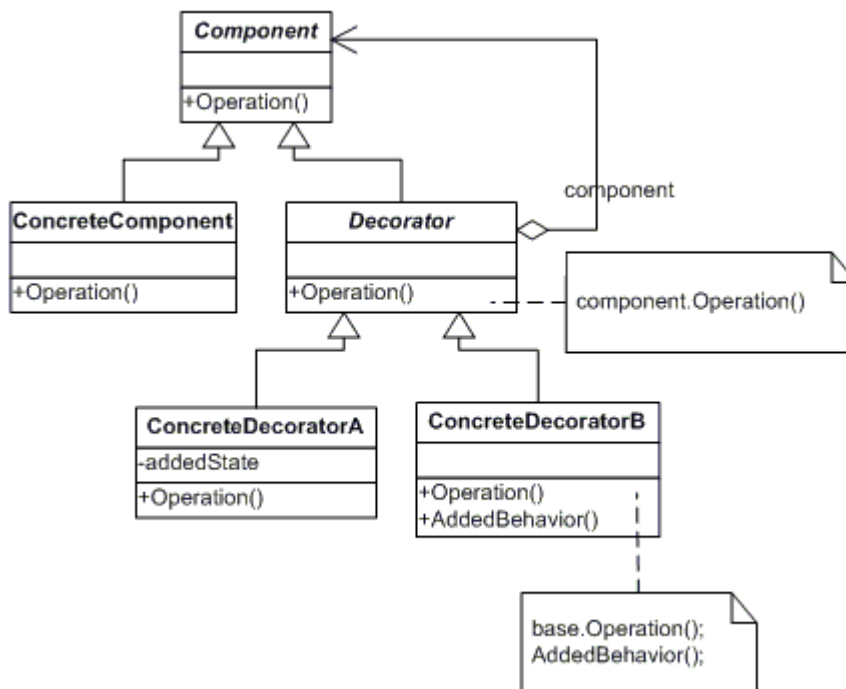 Component
+Operation()
component
ConcreteComponent
+Operation()
Decorator
+Operation()
component.Operation()
ConcreteDecoratorA
-addedState
+Operation()
ConcreteDecoratorB
+Operation()
+AddedBehavior()
base.Operation();
AddedBehavior();